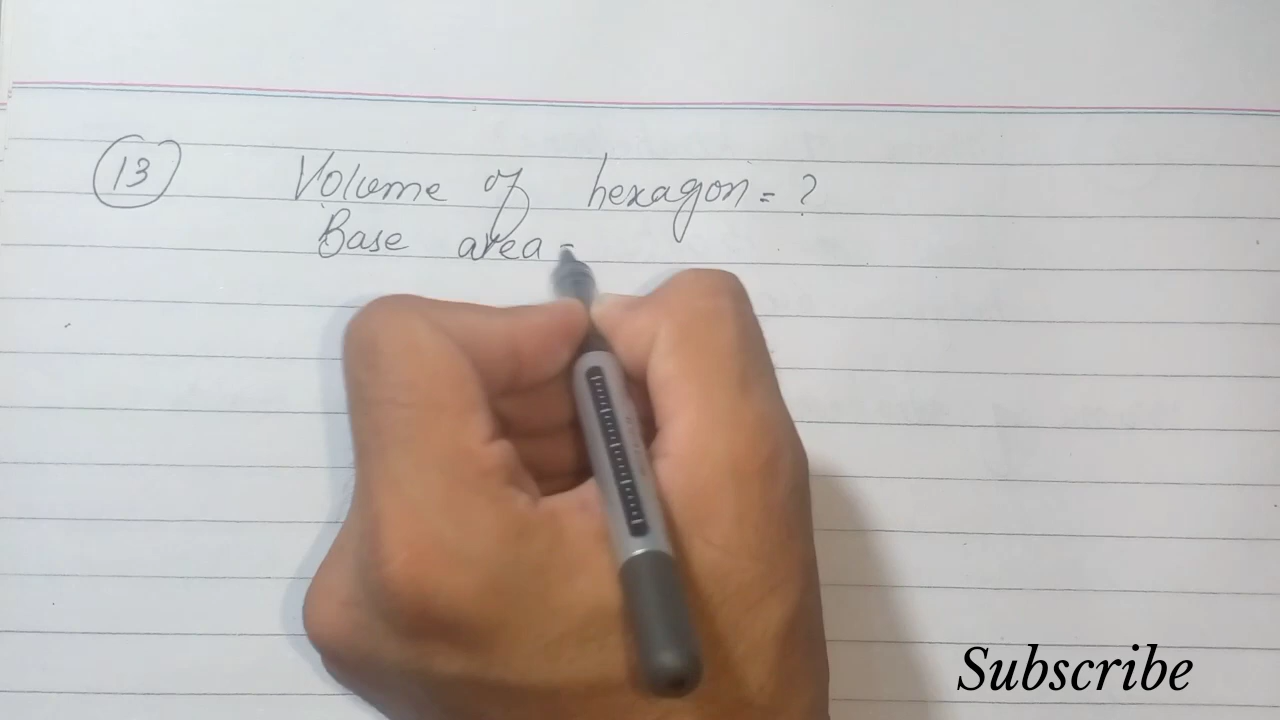 13 Volume of hexagon = ?
Base area =
Subscribe